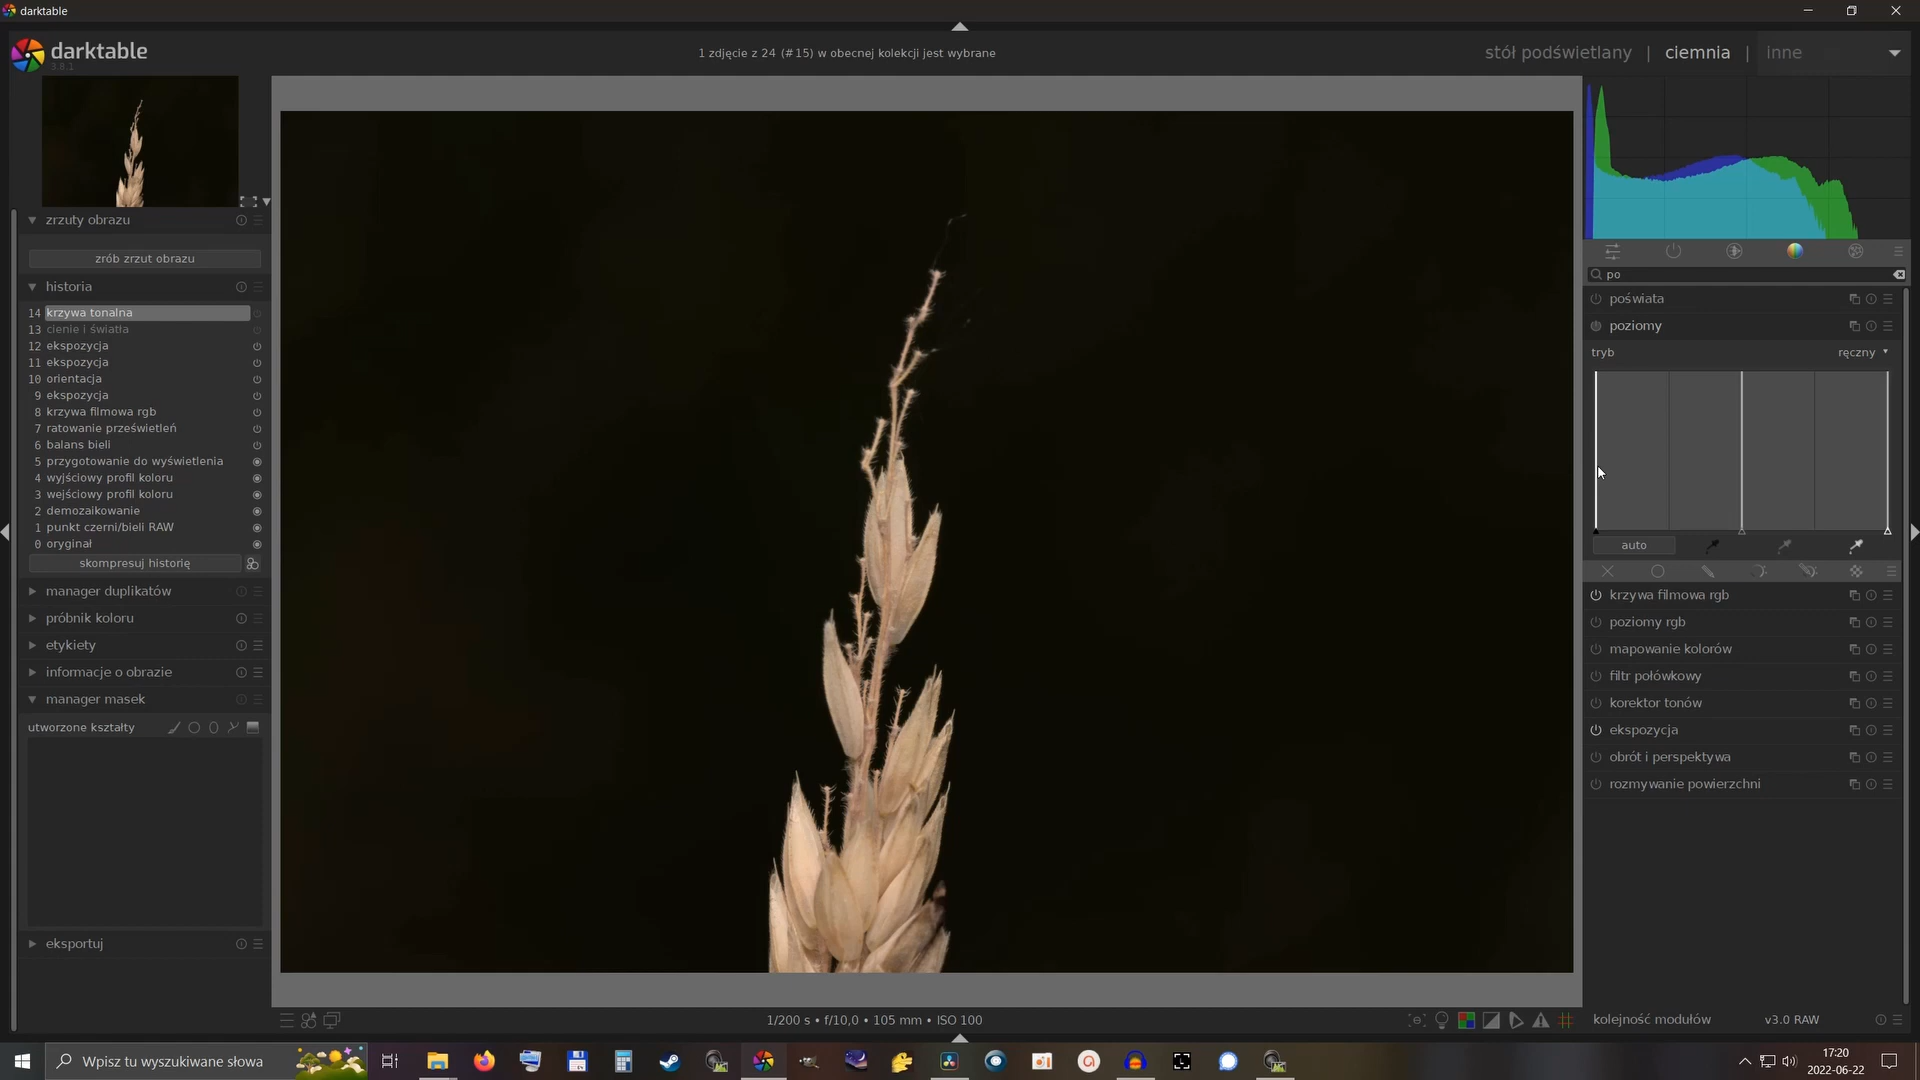 darktable
darktable
3.8.1
1 zdjęcie z 24 (#15) w obecnej kolekcji jest wybrane
stół podświetlany | ciemnia | inne
zrzuty obrazu
zrób zrzut obrazu
historia
14 krzywa tonalna
13 cienie i światła
12 ekspozycja
11 ekspozycja
10 orientacja
9 ekspozycja
8 krzywa filmowa rgb
7 ratowanie prześwietleń
6 balans bieli
5 przygotowanie do wyświetlenia
4 wyjściowy profil koloru
3 wejściowy profil koloru
2 demozaikowanie
1 punkt czerni/bieli RAW
0 oryginał
skompresuj historię
manager duplikatów
próbnik koloru
etykiety
informacje o obrazie
manager masek
utworzone kształty
eksportuj
po
poświata
poziomy
tryb ręczny
auto
krzywa filmowa rgb
poziomy rgb
mapowanie kolorów
filtr połówkowy
korektor tonów
ekspozycja
obrót i perspektywa
rozmywanie powierzchni
1/200 s • f/10,0 • 105 mm • ISO 100
kolejność modułów v3.0 RAW
Wpisz tu wyszukiwane słowa
17:20
2022-06-22